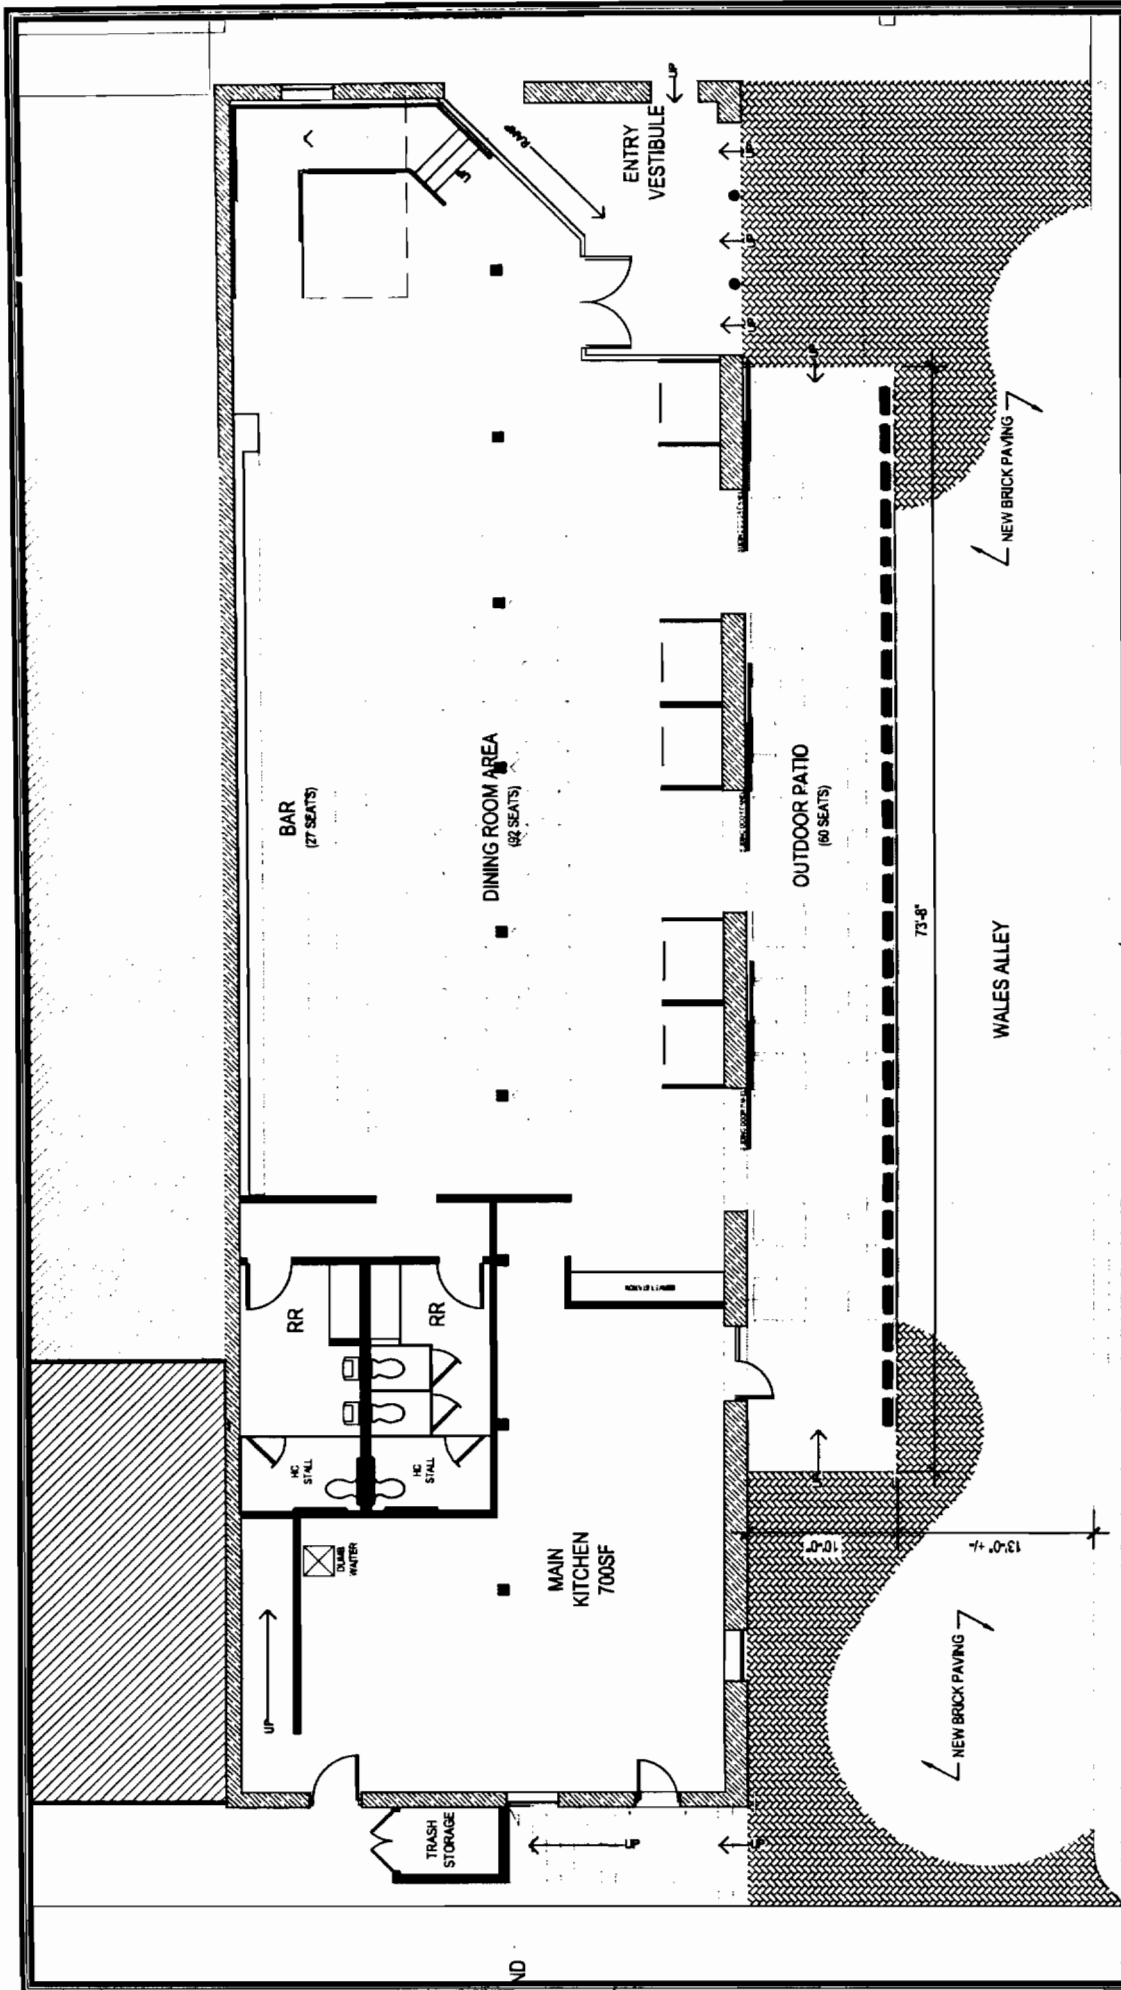 UP
RAMP
ENTRY
VESTIBULE
UP
UP
UP
UP
UP
NEW BRICK PAVING
BAR
(27 SEATS)
DINING ROOM AREA
(92 SEATS)
OUTDOOR PATIO
(60 SEATS)
73'-8"
WALES ALLEY
RR
RR
HC
STALL
HC
STALL
DUMB
WAITER
MAIN
KITCHEN
700SF
UP
10'-0"
13'-0" +/-
UP
NEW BRICK PAVING
TRASH
STORAGE
UP
UP
ND